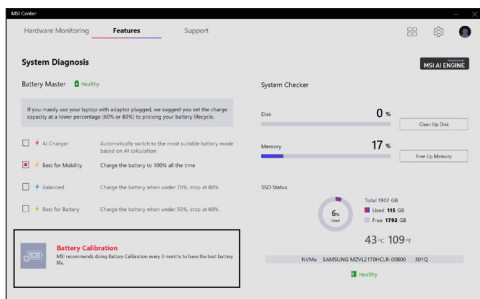 MSI Center
Hardware Monitoring Features Support
System Diagnosis
POWERED BY
MSI AI ENGINE
Battery Master Healthy
System Checker
If you mainly use your laptop with adaptor plugged, we suggest you set the charge
capacity at a lower percentage (60% or 80%) to prolong your battery lifecycle.
Disk 0 %
Clean Up Disk
AI Charger Automatically switch to the most suitable battery mode
based on AI calculation
Memory 17 %
Free Up Memory
Best for Mobility Charge the battery to 100% all the time
Balanced Charge the battery when under 70%, stop at 80%
SSD Status
Best for Battery Charge the battery when under 50%, stop at 60%
6%
Used
Total 1907 GB
Used 115 GB
Free 1792 GB
43 °C 109 °F
Battery Calibration
MSI recommends doing Battery Calibration every 3 months to have the best battery
life.
NVMe SAMSUNG MZVL21T0HCLR-00B00 301Q
Healthy